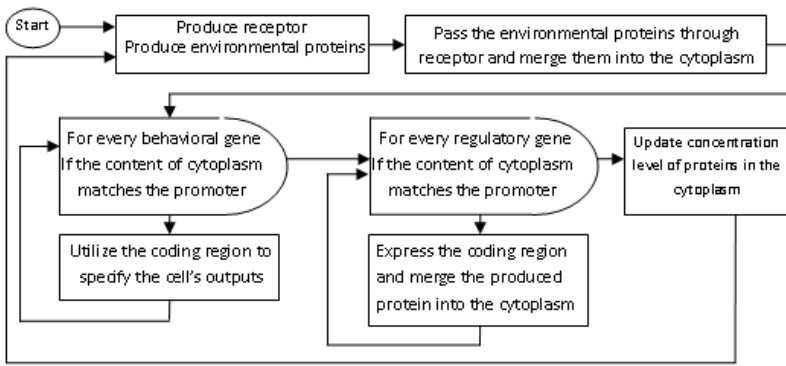 Start
Produce receptor
Produce environmental proteins
Pass the environmental proteins through
receptor and merge them into the cytoplasm
For every behavioral gene
If the content of cytoplasm
matches the promoter
For every regulatory gene
If the content of cytoplasm
matches the promoter
Update concentration
level of proteins in the
cytoplasm
Utilize the coding region to
specify the cell's outputs
Express the coding region
and merge the produced
protein into the cytoplasm